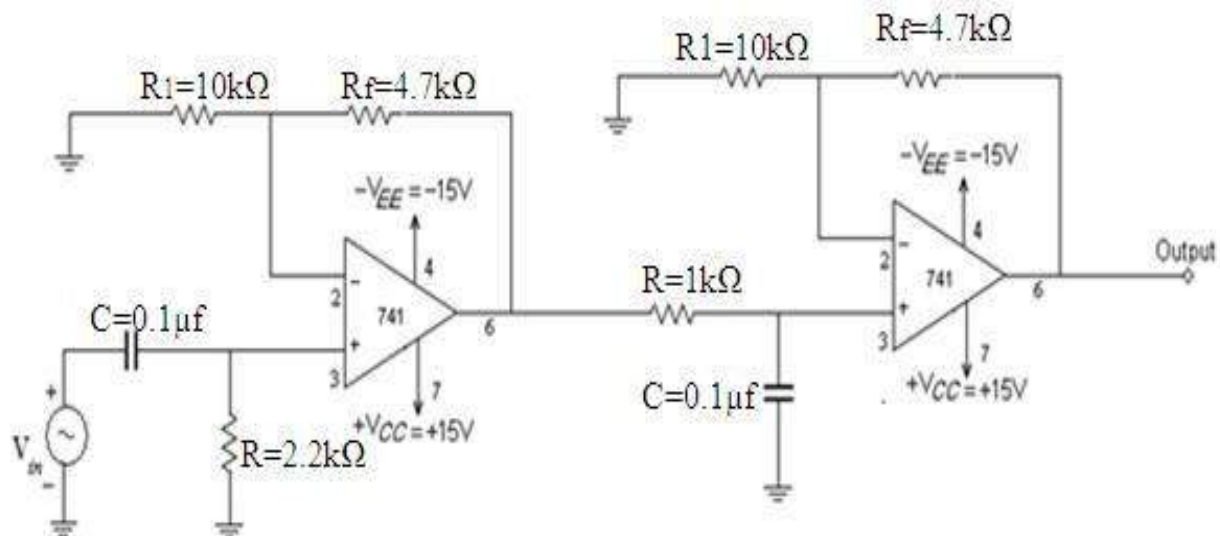 R1=10kΩ
Rf=4.7kΩ
-VEE=-15V
4
2
741
6
3
7
+VCC=+15V
C=0.1µf
+
Vin
-
R=2.2kΩ
-
+
R1=10kΩ
Rf=4.7kΩ
-VEE=-15V
4
2
741
6
3
7
+VCC=+15V
R=1kΩ
C=0.1µf
-
+
Output